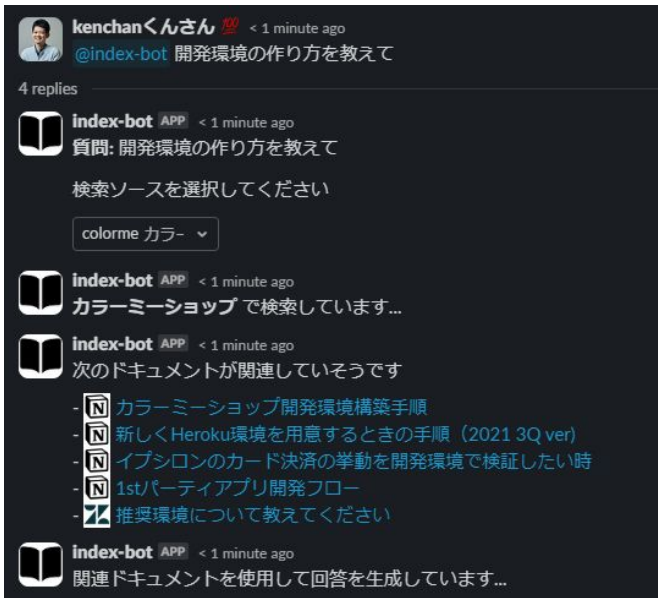 kenchanくんさん 💯 < 1 minute ago
@index-bot 開発環境の作り方を教えて
4 replies
index-bot APP < 1 minute ago
質問: 開発環境の作り方を教えて
検索ソースを選択してください
colorme カラー
index-bot APP < 1 minute ago
カラーミーショップ で検索しています...
index-bot APP < 1 minute ago
次のドキュメントが関連していそうです
- カラーミーショップ開発環境構築手順
- 新しくHeroku環境を用意するときの手順（2021 3Q ver)
- イプシロンのカード決済の挙動を開発環境で検証したい時
- 1stパーティアプリ開発フロー
- 推奨環境について教えてください
index-bot APP < 1 minute ago
関連ドキュメントを使用して回答を生成しています...